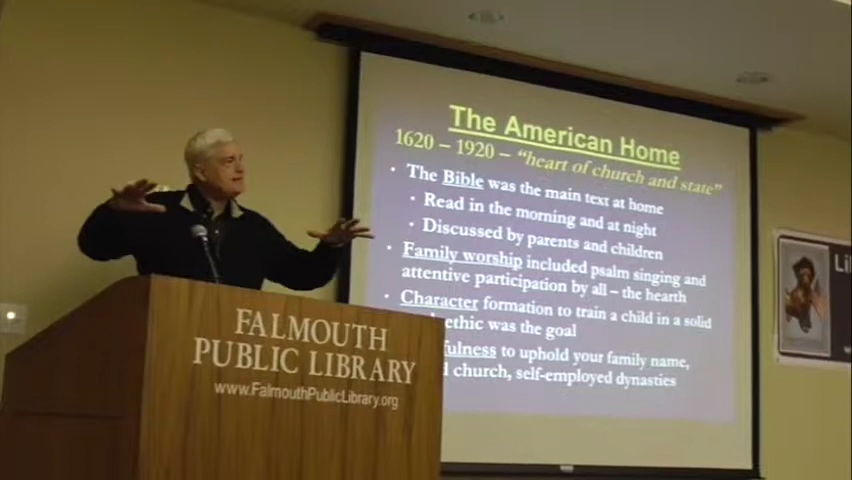 The American Home
1620 – 1920 – “heart of church and state”
• The Bible was the main text at home
• Read in the morning and at night
• Discussed by parents and children
• Family worship included psalm singing and
attentive participation by all – the hearth
• Character formation to train a child in a solid
ethic was the goal
to uphold your family name,
church, self-employed dynasties
FALMOUTH
PUBLIC LIBRARY
www.FalmouthPublicLibrary.org